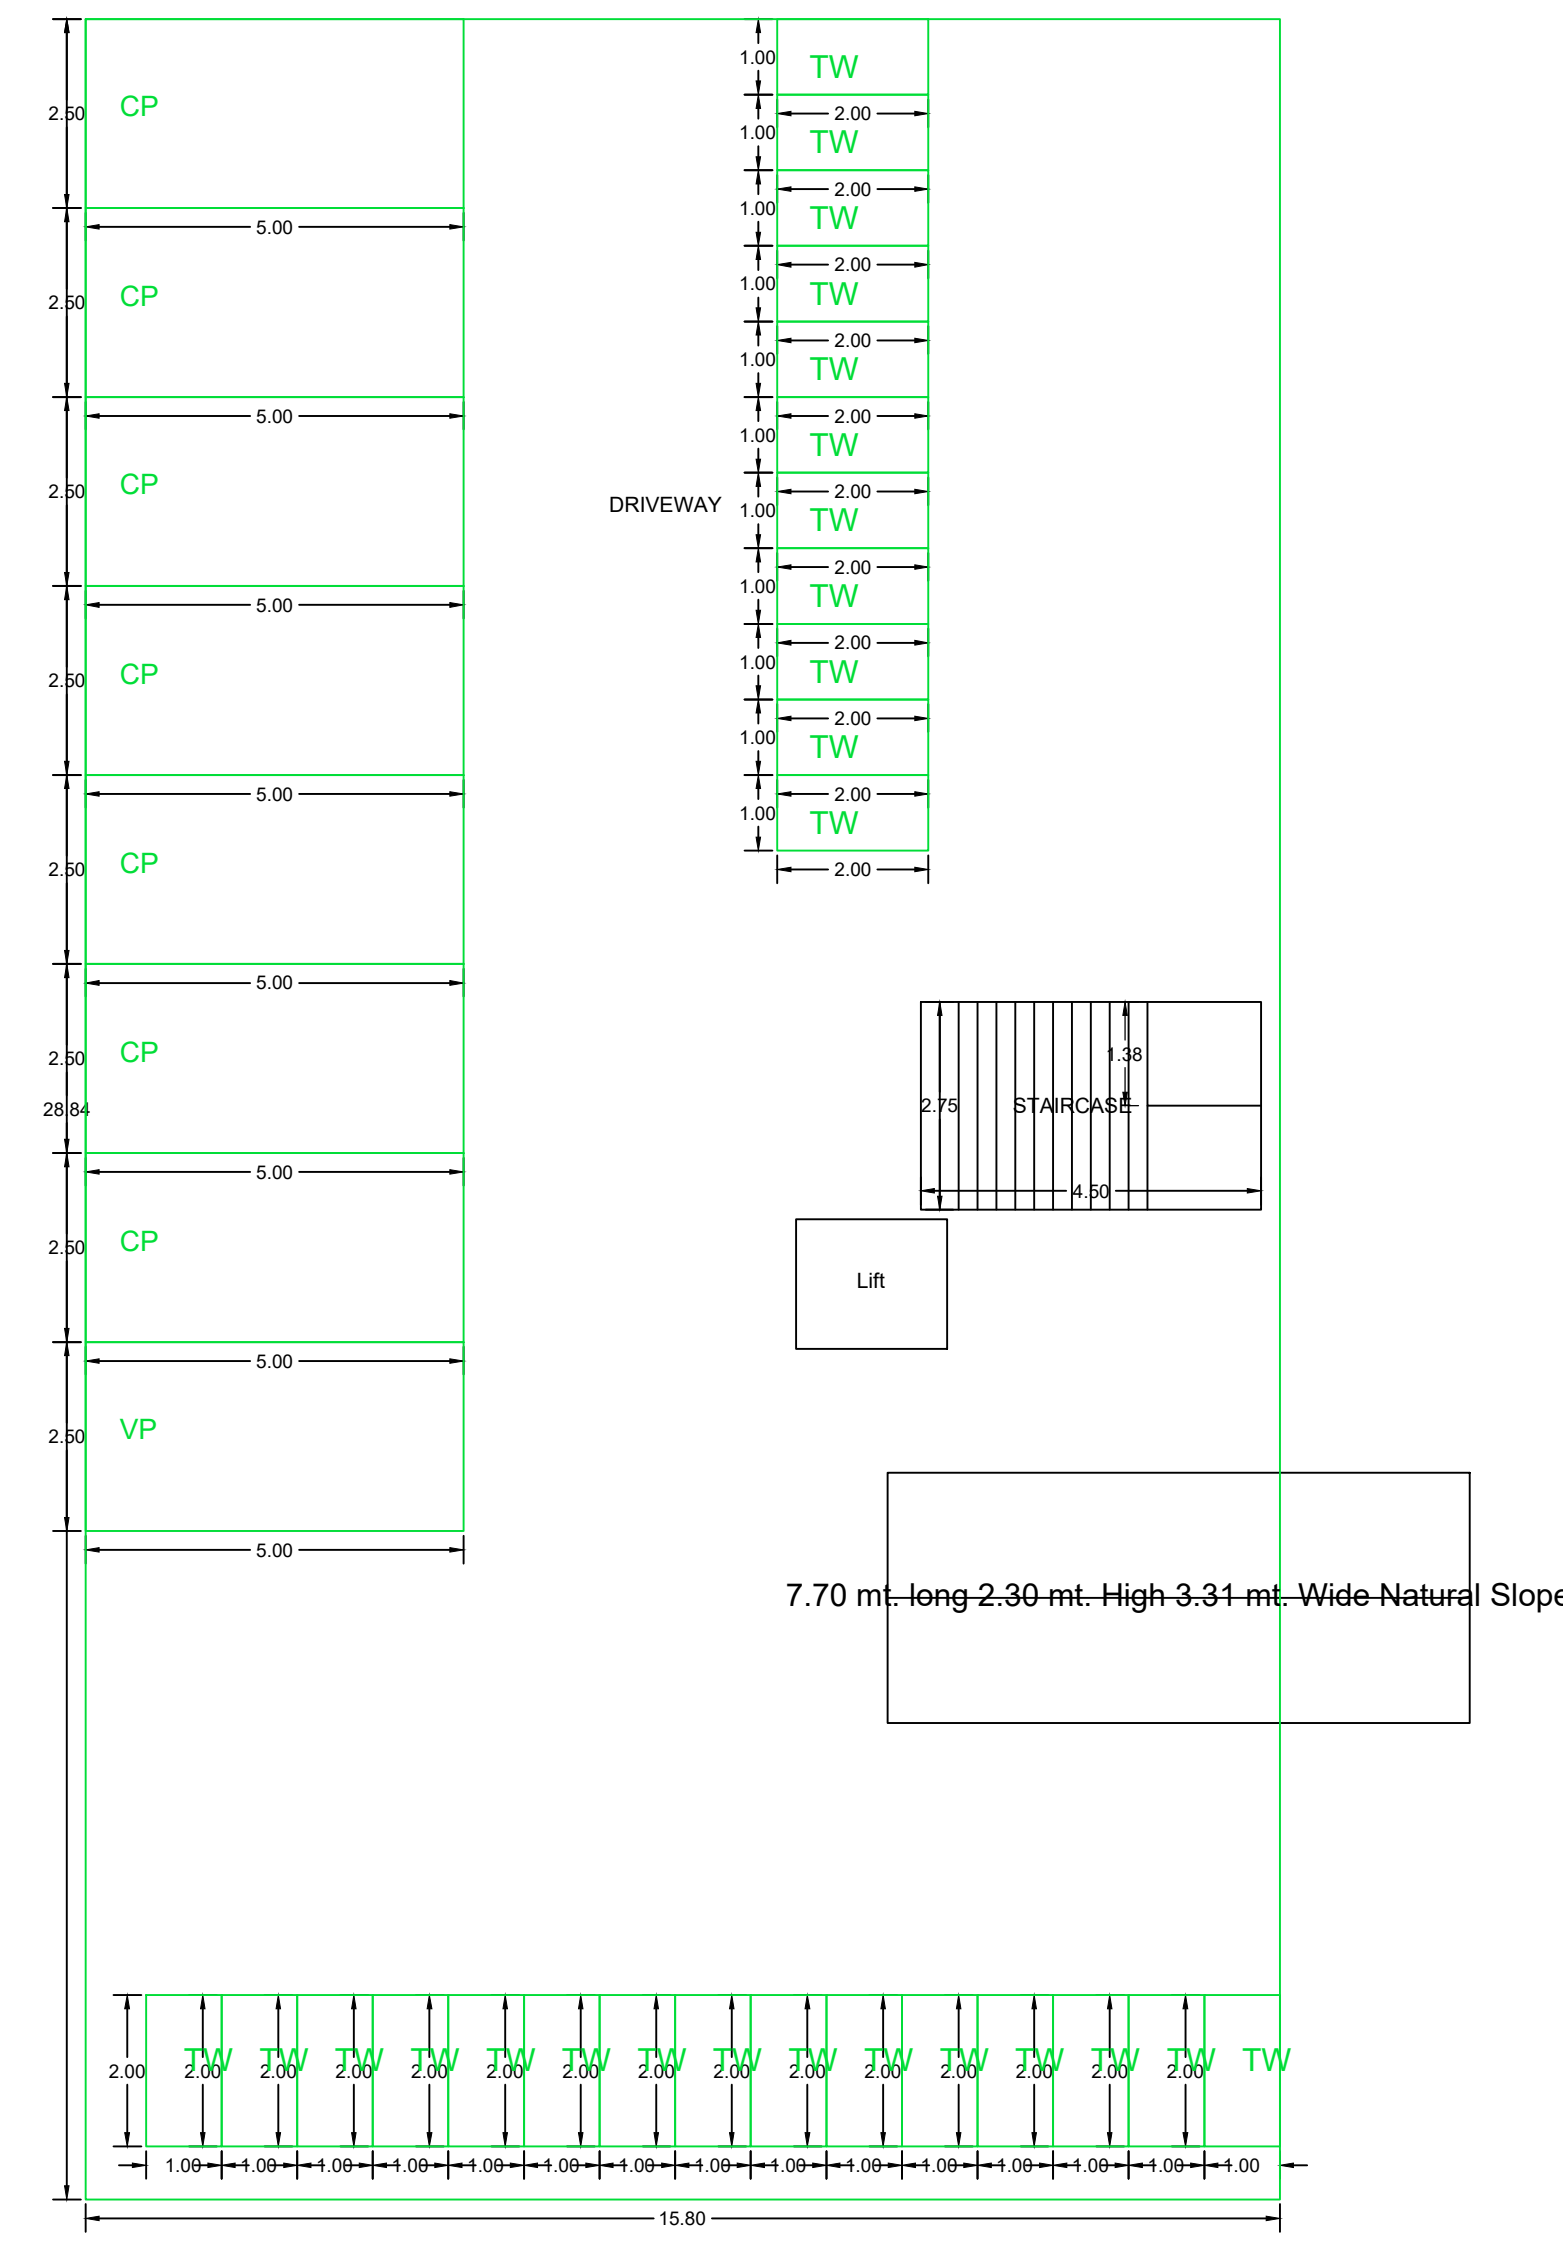 1.00 TW
2.50 CP 2.00
1.00 TW
2.00
1.00 TW
5.00 2.00
2.50 CP 1.00 TW
2.00
1.00 TW
5.00 2.00
1.00 TW
2.50 CP 2.00
DRIVEWAY 1.00 TW
2.00
1.00 TW
5.00 2.00
2.50 CP 1.00 TW
2.00
1.00 TW
5.00 2.00
1.00 TW
2.50 CP 2.00
5.00
2.50 CP 1.38
28.84 2.75 STAIRCASE
5.00 4.50
2.50 CP
Lift
5.00
2.50 VP
5.00
7.70 mt. long 2.30 mt. High 3.31 mt. Wide Natural Slope
TW TW TW TW TW TW TW TW TW TW TW TW TW TW TW
2.00 2.00 2.00 2.00 2.00 2.00 2.00 2.00 2.00 2.00 2.00 2.00 2.00 2.00 2.00
1.00 1.00 1.00 1.00 1.00 1.00 1.00 1.00 1.00 1.00 1.00 1.00 1.00 1.00 1.00
15.80